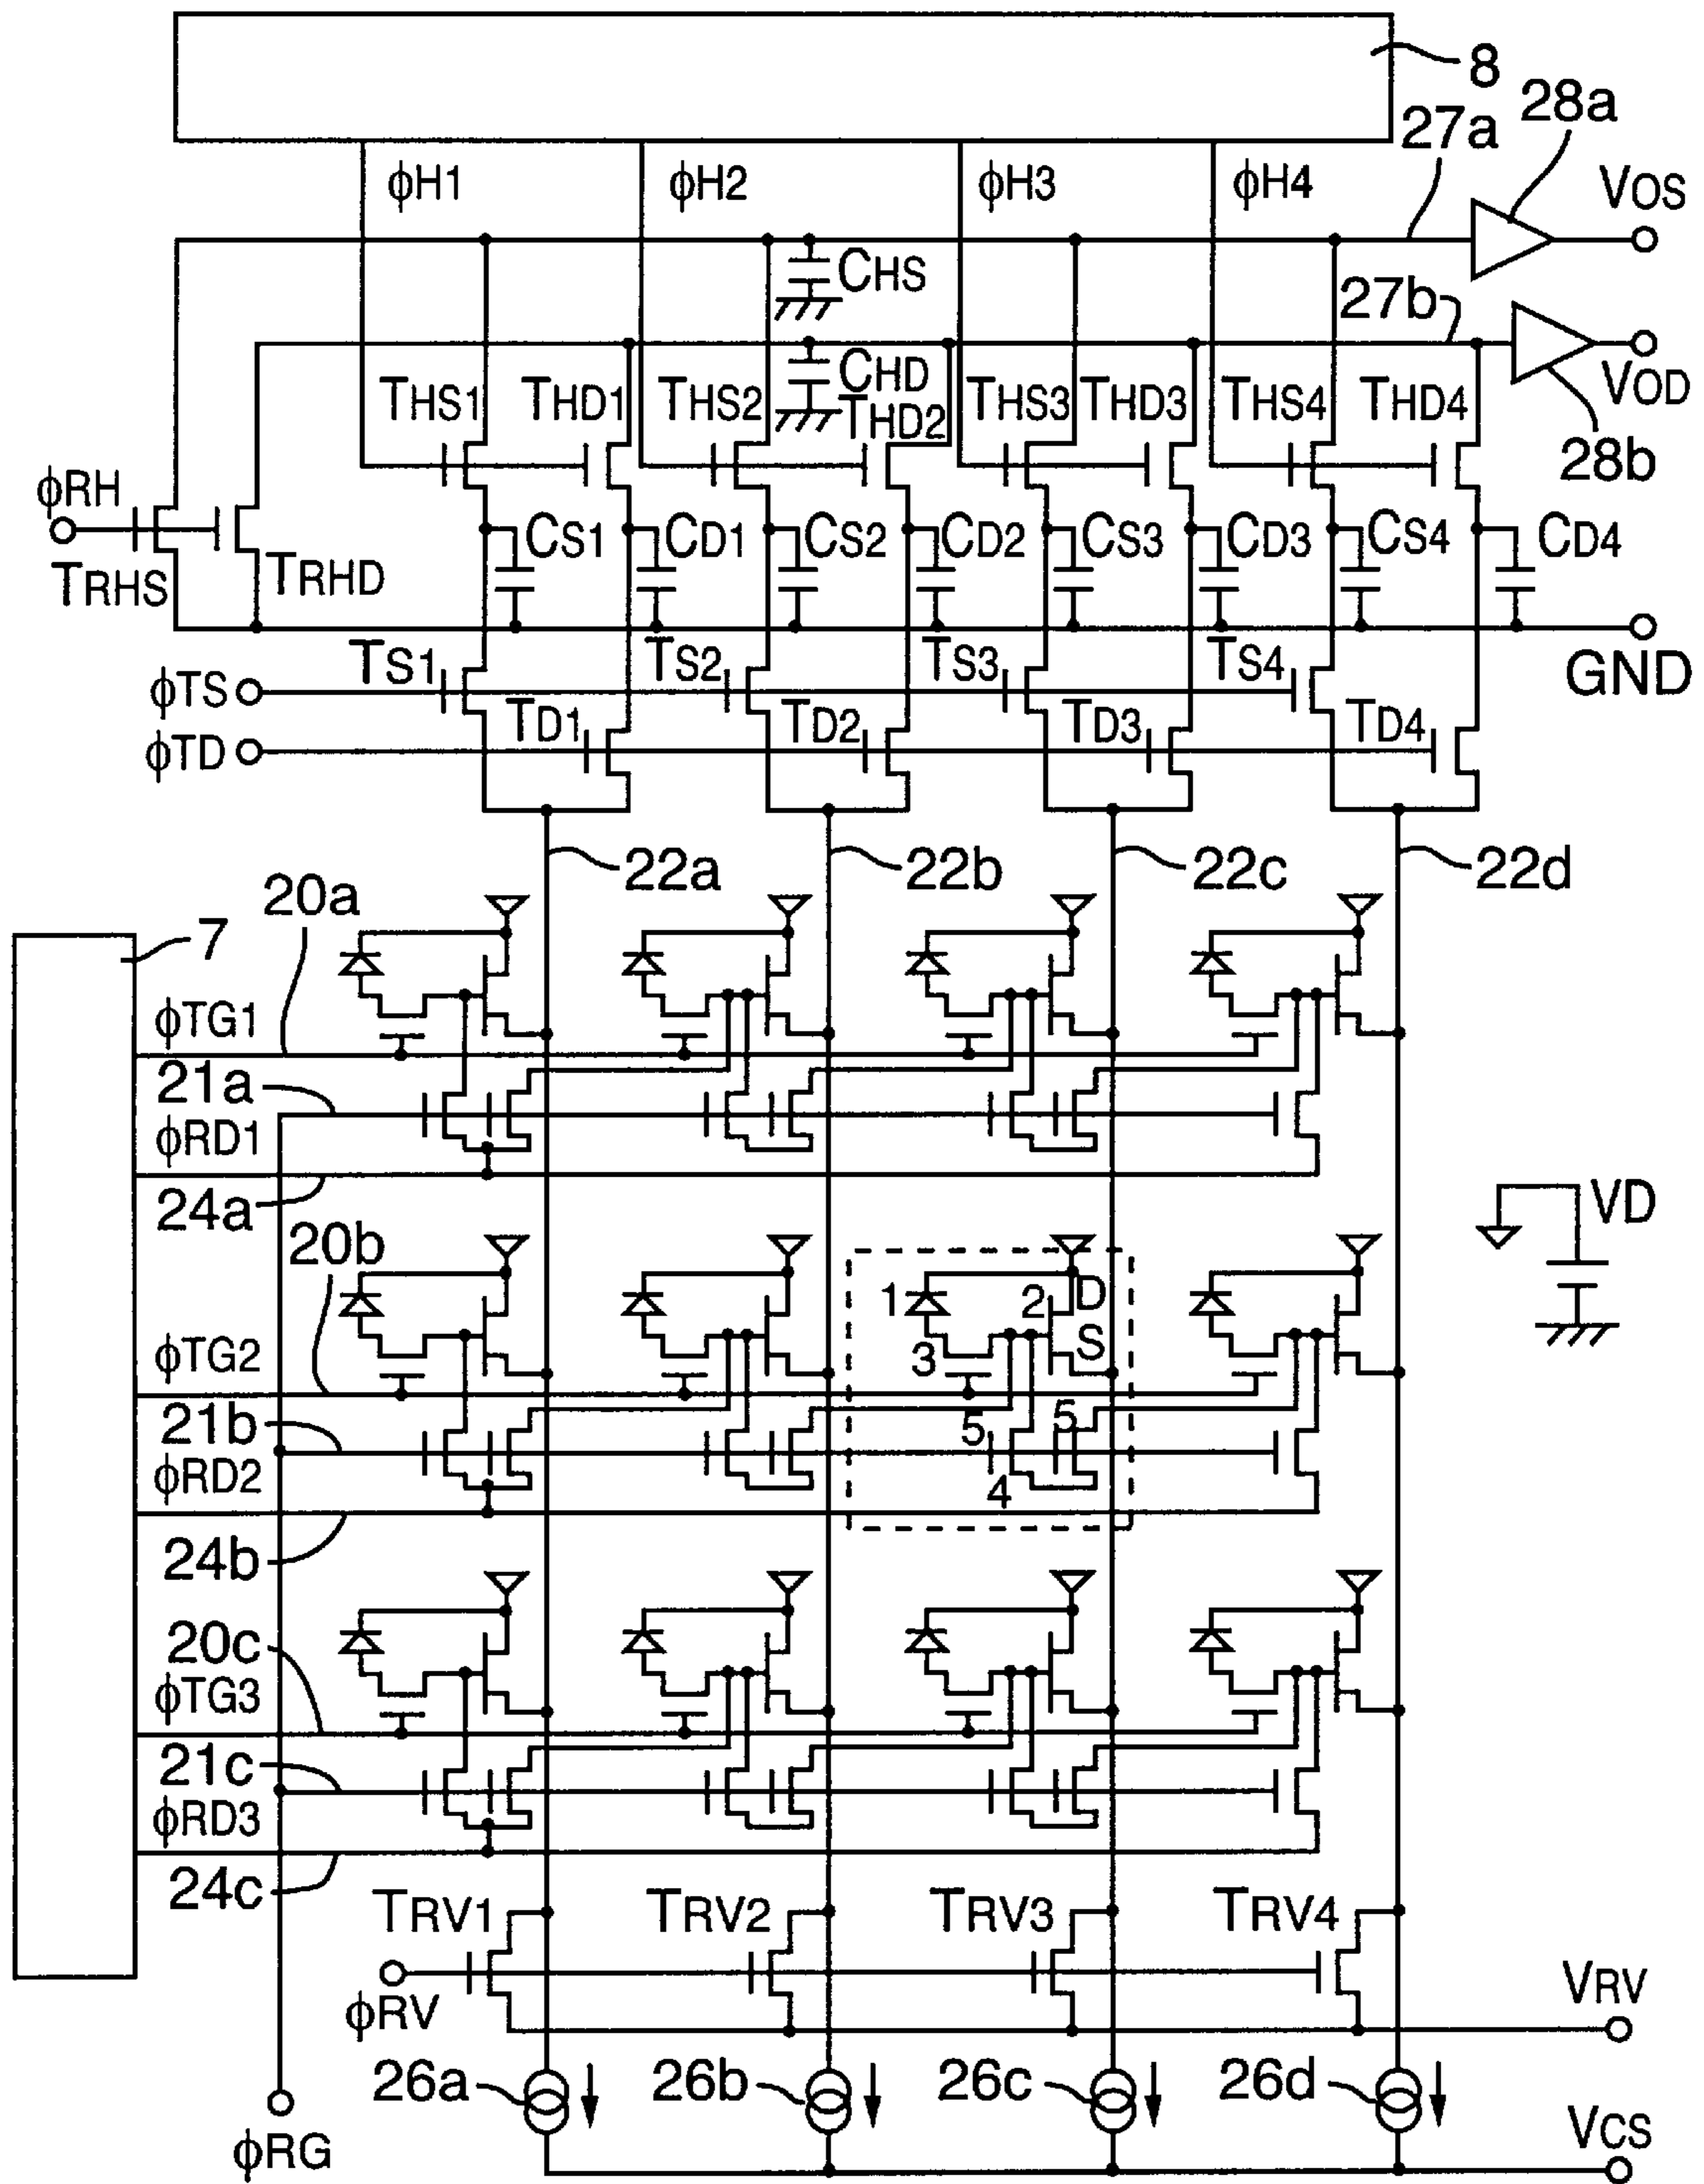 8
28a
27a
ϕH1 ϕH2 ϕH3 ϕH4
VOS
CHS
27b
CHD
VOD
THS1 THD1 THS2 THD2 THS3 THD3 THS4 THD4
28b
ϕRH
CS1 CD1 CS2 CD2 CS3 CD3 CS4 CD4
TRHS TRHD
TS1 TS2 TS3 TS4
GND
ϕTS
TD1 TD2 TD3 TD4
ϕTD
22a 22b 22c 22d
20a
7
ϕTG1
21a
ϕRD1
24a
VD
20b
1 2 D
S
3
ϕTG2
21b
5 5
ϕRD2
4
24b
20c
ϕTG3
21c
ϕRD3
24c
TRV1 TRV2 TRV3 TRV4
ϕRV
VRV
26a 26b 26c 26d
ϕRG
VCS